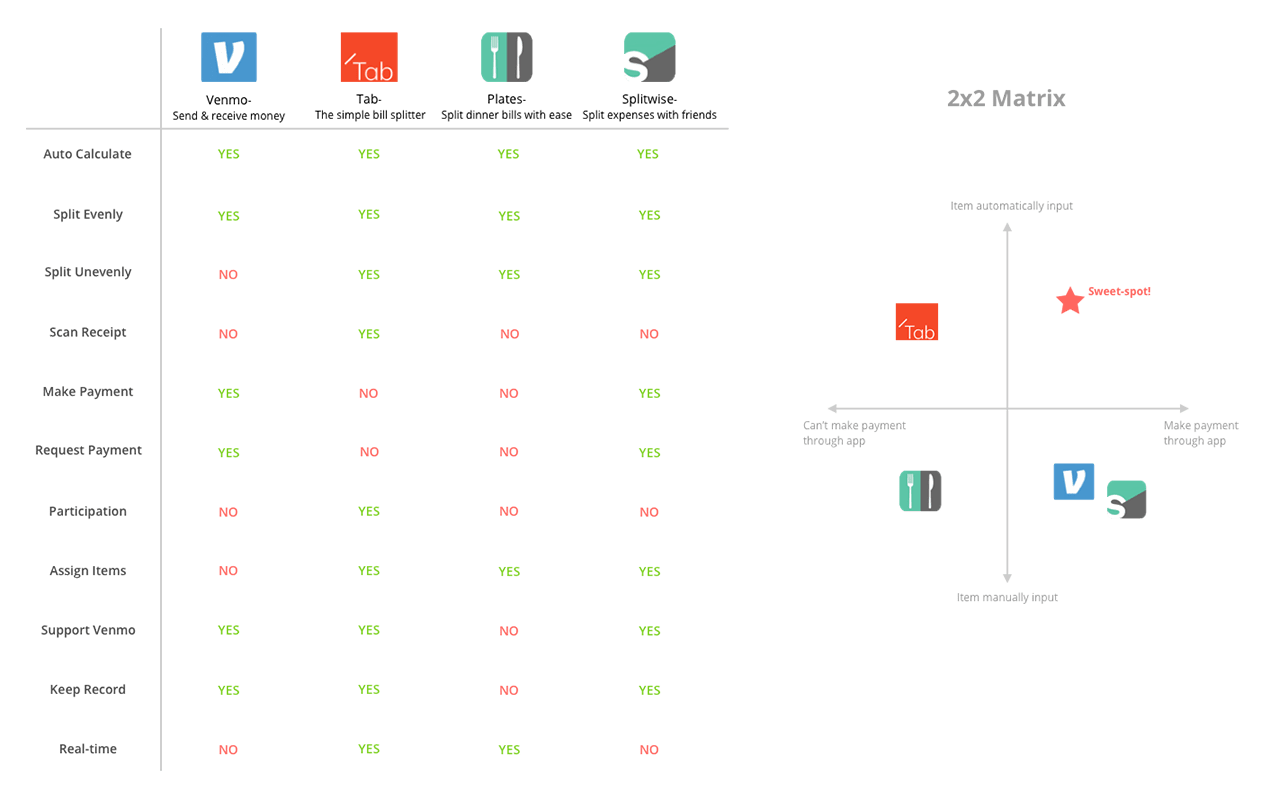 V
Tab
S
Venmo-
Send & receive money
Tab-
The simple bill splitter
Plates-
Split dinner bills with ease
Splitwise-
Split expenses with friends
Auto Calculate YES YES YES YES
Split Evenly YES YES YES YES
Split Unevenly NO YES YES YES
Scan Receipt NO YES NO NO
Make Payment YES NO NO YES
Request Payment YES NO NO YES
Participation NO YES NO NO
Assign Items NO YES YES YES
Support Venmo YES YES NO YES
Keep Record YES YES NO YES
Real-time NO YES YES NO
2x2 Matrix
Item automatically input
Sweet-spot!
Tab
Can't make payment
through app
Make payment
through app
V
S
Item manually input